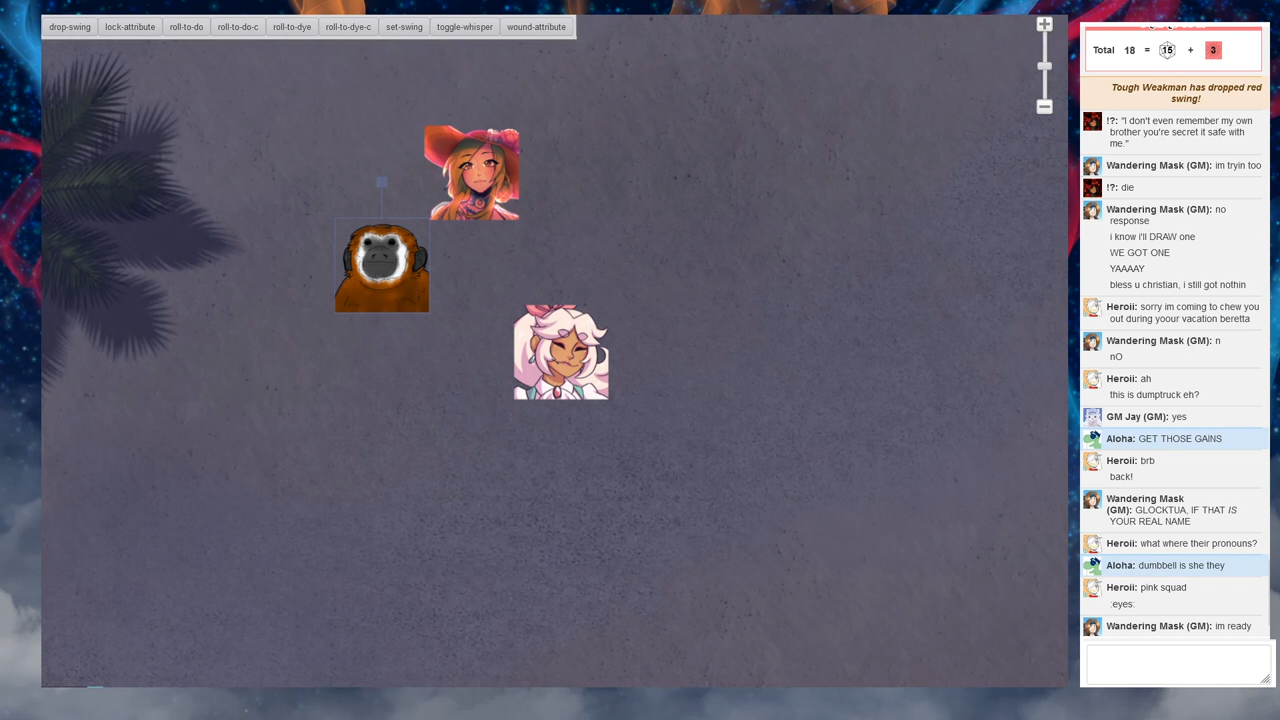 drop-swing lock-attribute roll-to-do roll-to-do-c roll-to-dye roll-to-dye-c set-swing toggle-whisper wound-attribute
Total 18 = 15 + 3
Tough Weakman has dropped red
swing!
!?: "I don't even remember my own
brother you're secret it safe with
me."
Wandering Mask (GM): im tryin too
!?: die
Wandering Mask (GM): no
response
i know i'll DRAW one
WE GOT ONE
YAAAAY
bless u christian, i still got nothin
Heroii: sorry im coming to chew you
out during yoour vacation beretta
Wandering Mask (GM): n
nO
Heroii: ah
this is dumptruck eh?
GM Jay (GM): yes
Aloha: GET THOSE GAINS
Heroii: brb
back!
Wandering Mask
(GM): GLOCKTUA, IF THAT IS
YOUR REAL NAME
Heroii: what where their pronouns?
Aloha: dumbbell is she they
Heroii: pink squad
:eyes:
Wandering Mask (GM): im ready